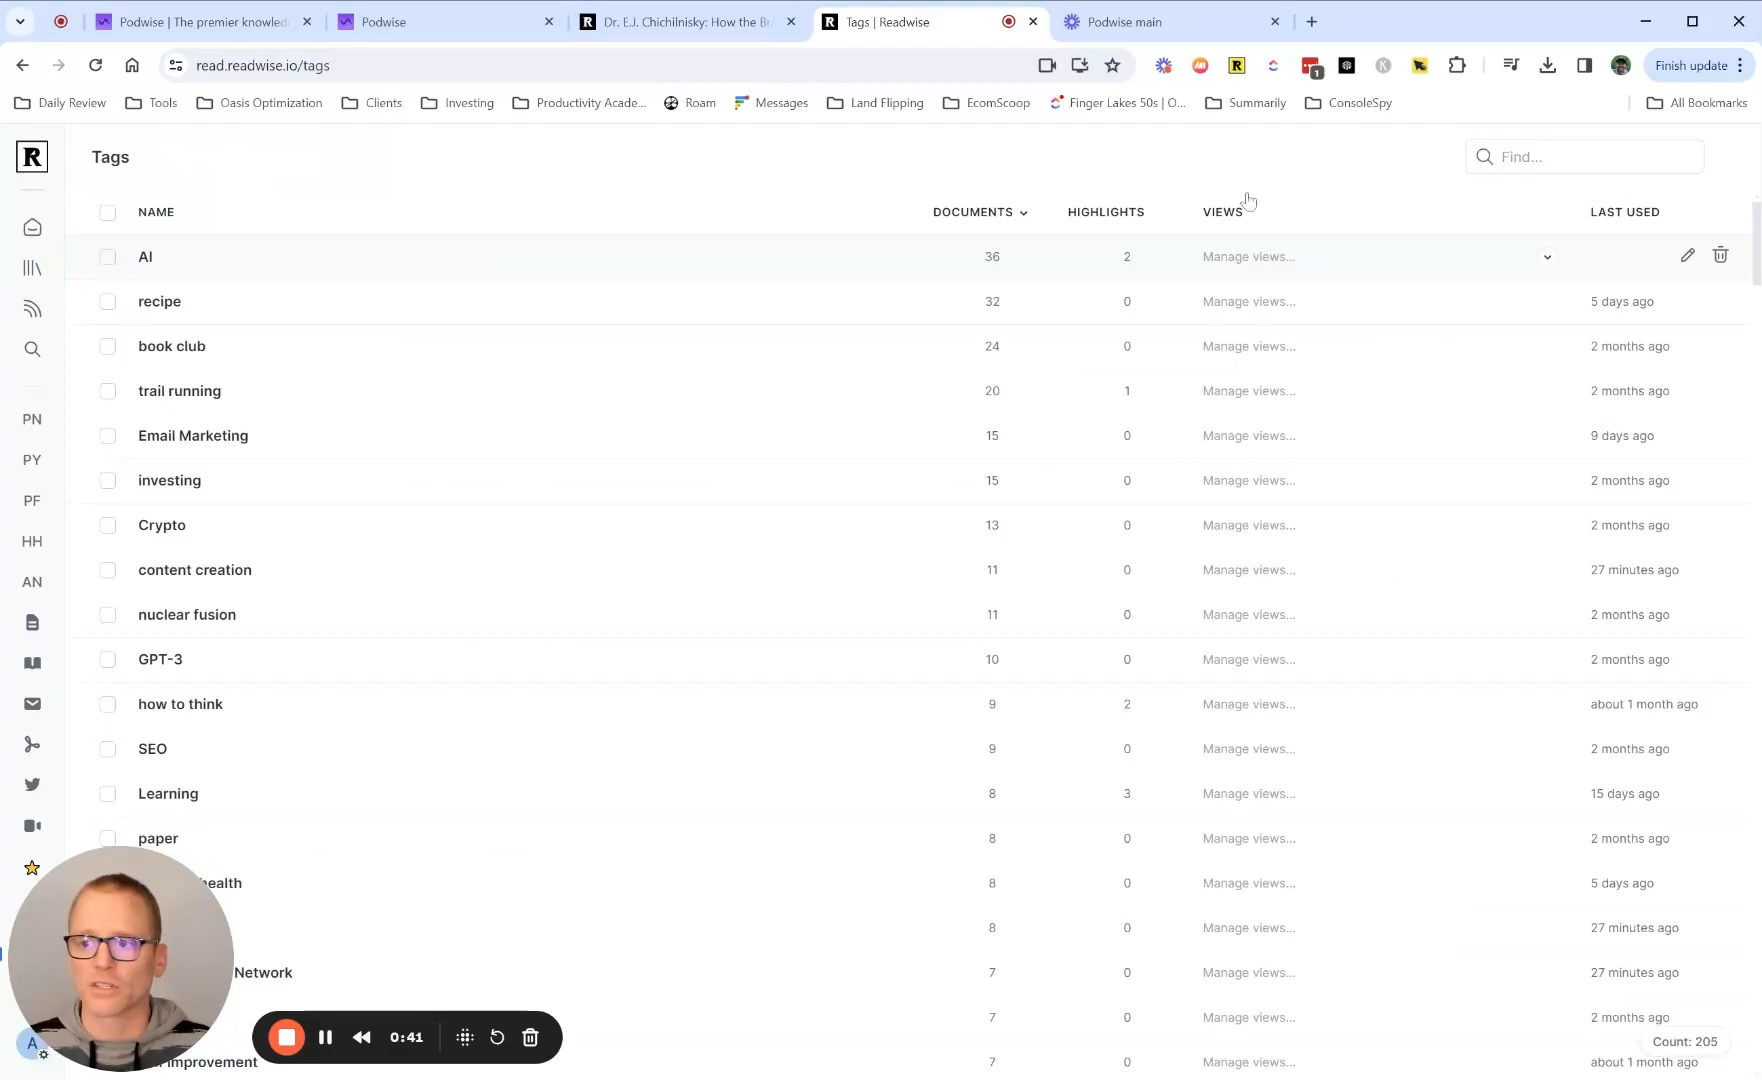 Podwise | The premier knowled
Podwise
Dr. E.J. Chichilnisky: How the Br
Tags | Readwise
Podwise main
read.readwise.io/tags
1
Finish update
Daily Review
Tools
Oasis Optimization
Clients
Investing
Productivity Acade...
Roam
Messages
Land Flipping
EcomScoop
Finger Lakes 50s | O...
Summarily
ConsoleSpy
All Bookmarks
R
Tags
Find...
NAME DOCUMENTS HIGHLIGHTS VIEWS LAST USED
AI 36 2 Manage views...
recipe 32 0 Manage views... 5 days ago
book club 24 0 Manage views... 2 months ago
trail running 20 1 Manage views... 2 months ago
Email Marketing 15 0 Manage views... 9 days ago
investing 15 0 Manage views... 2 months ago
Crypto 13 0 Manage views... 2 months ago
content creation 11 0 Manage views... 27 minutes ago
nuclear fusion 11 0 Manage views... 2 months ago
GPT-3 10 0 Manage views... 2 months ago
how to think 9 2 Manage views... about 1 month ago
SEO 9 0 Manage views... 2 months ago
Learning 8 3 Manage views... 15 days ago
paper 8 0 Manage views... 2 months ago
health 8 0 Manage views... 5 days ago
8 0 Manage views... 27 minutes ago
Network 7 0 Manage views... 27 minutes ago
7 0 Manage views... 2 months ago
improvement 7 0 Manage views... about 1 month ago
PN
PY
PF
HH
AN
A
0:41
Count: 205